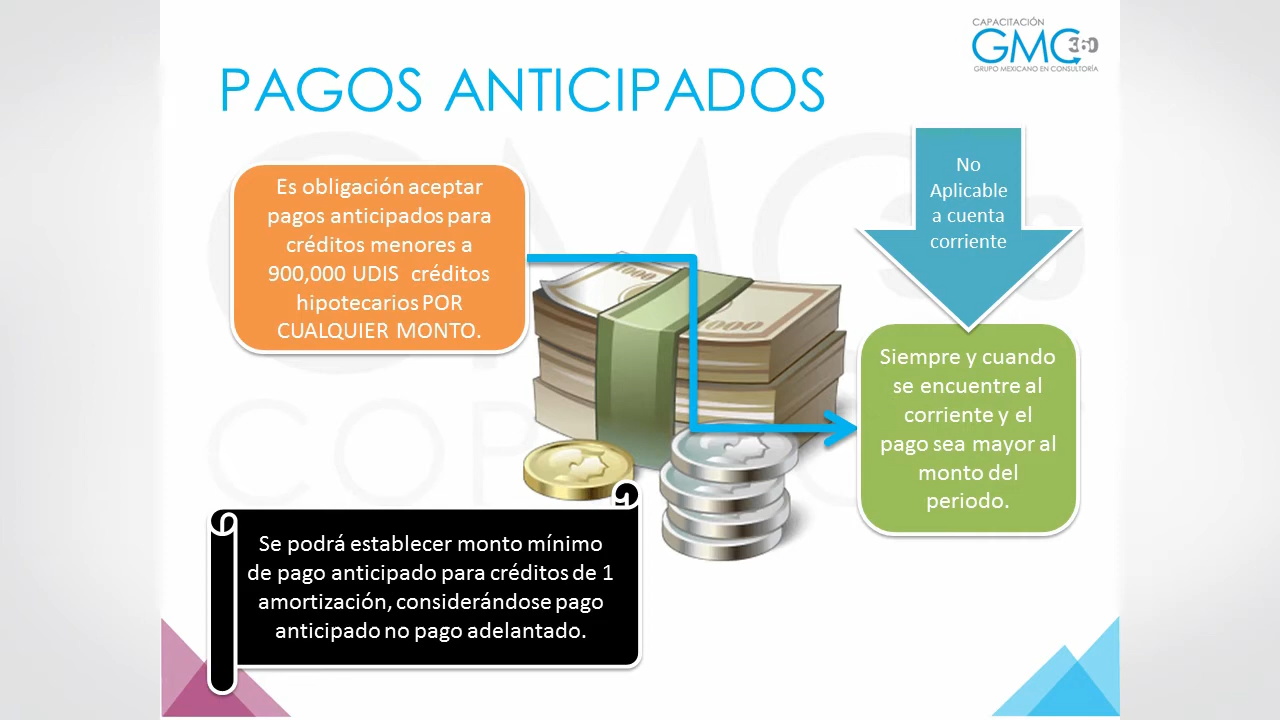 CAPACITACIÓN
GMC360
GRUPO MEXICANO EN CONSULTORÍA
PAGOS ANTICIPADOS
Es obligación aceptar
pagos anticipados para
créditos menores a
900,000 UDIS créditos
hipotecarios POR
CUALQUIER MONTO.
No
Aplicable
a cuenta
corriente
Siempre y cuando
se encuentre al
corriente y el
pago sea mayor al
monto del
periodo.
Se podrá establecer monto mínimo
de pago anticipado para créditos de 1
amortización, considerándose pago
anticipado no pago adelantado.
1000
1000